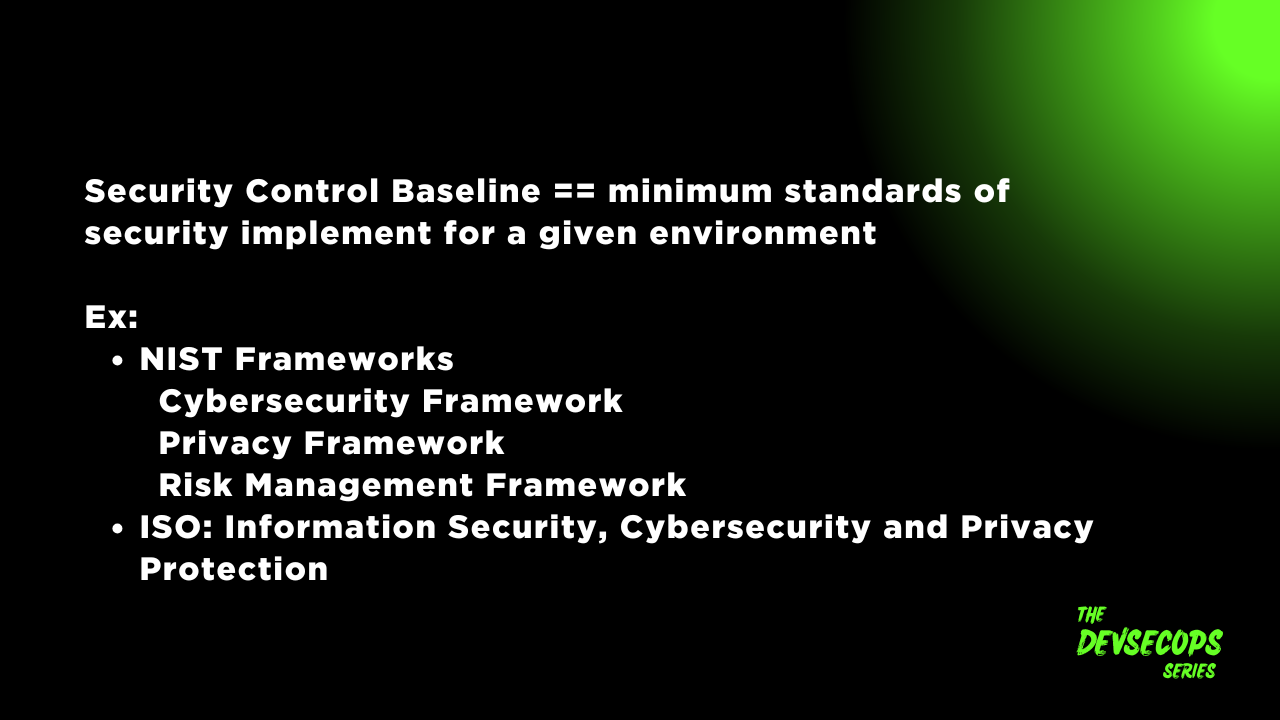 Security Control Baseline == minimum standards of
security implement for a given environment
Ex:
• NIST Frameworks
Cybersecurity Framework
Privacy Framework
Risk Management Framework
• ISO: Information Security, Cybersecurity and Privacy
Protection
THE
DEVSECOPS
SERIES